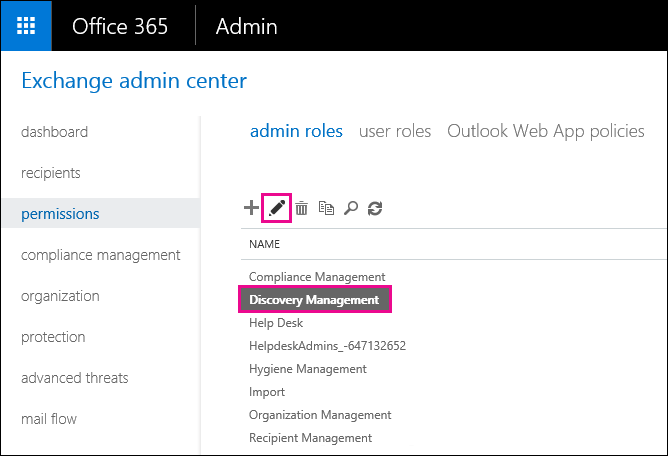 Office 365 Admin
Exchange admin center
dashboard
recipients
permissions
compliance management
organization
protection
advanced threats
mail flow
admin roles user roles Outlook Web App policies
NAME
Compliance Management
Discovery Management
Help Desk
HelpdeskAdmins_-647132652
Hygiene Management
Import
Organization Management
Recipient Management